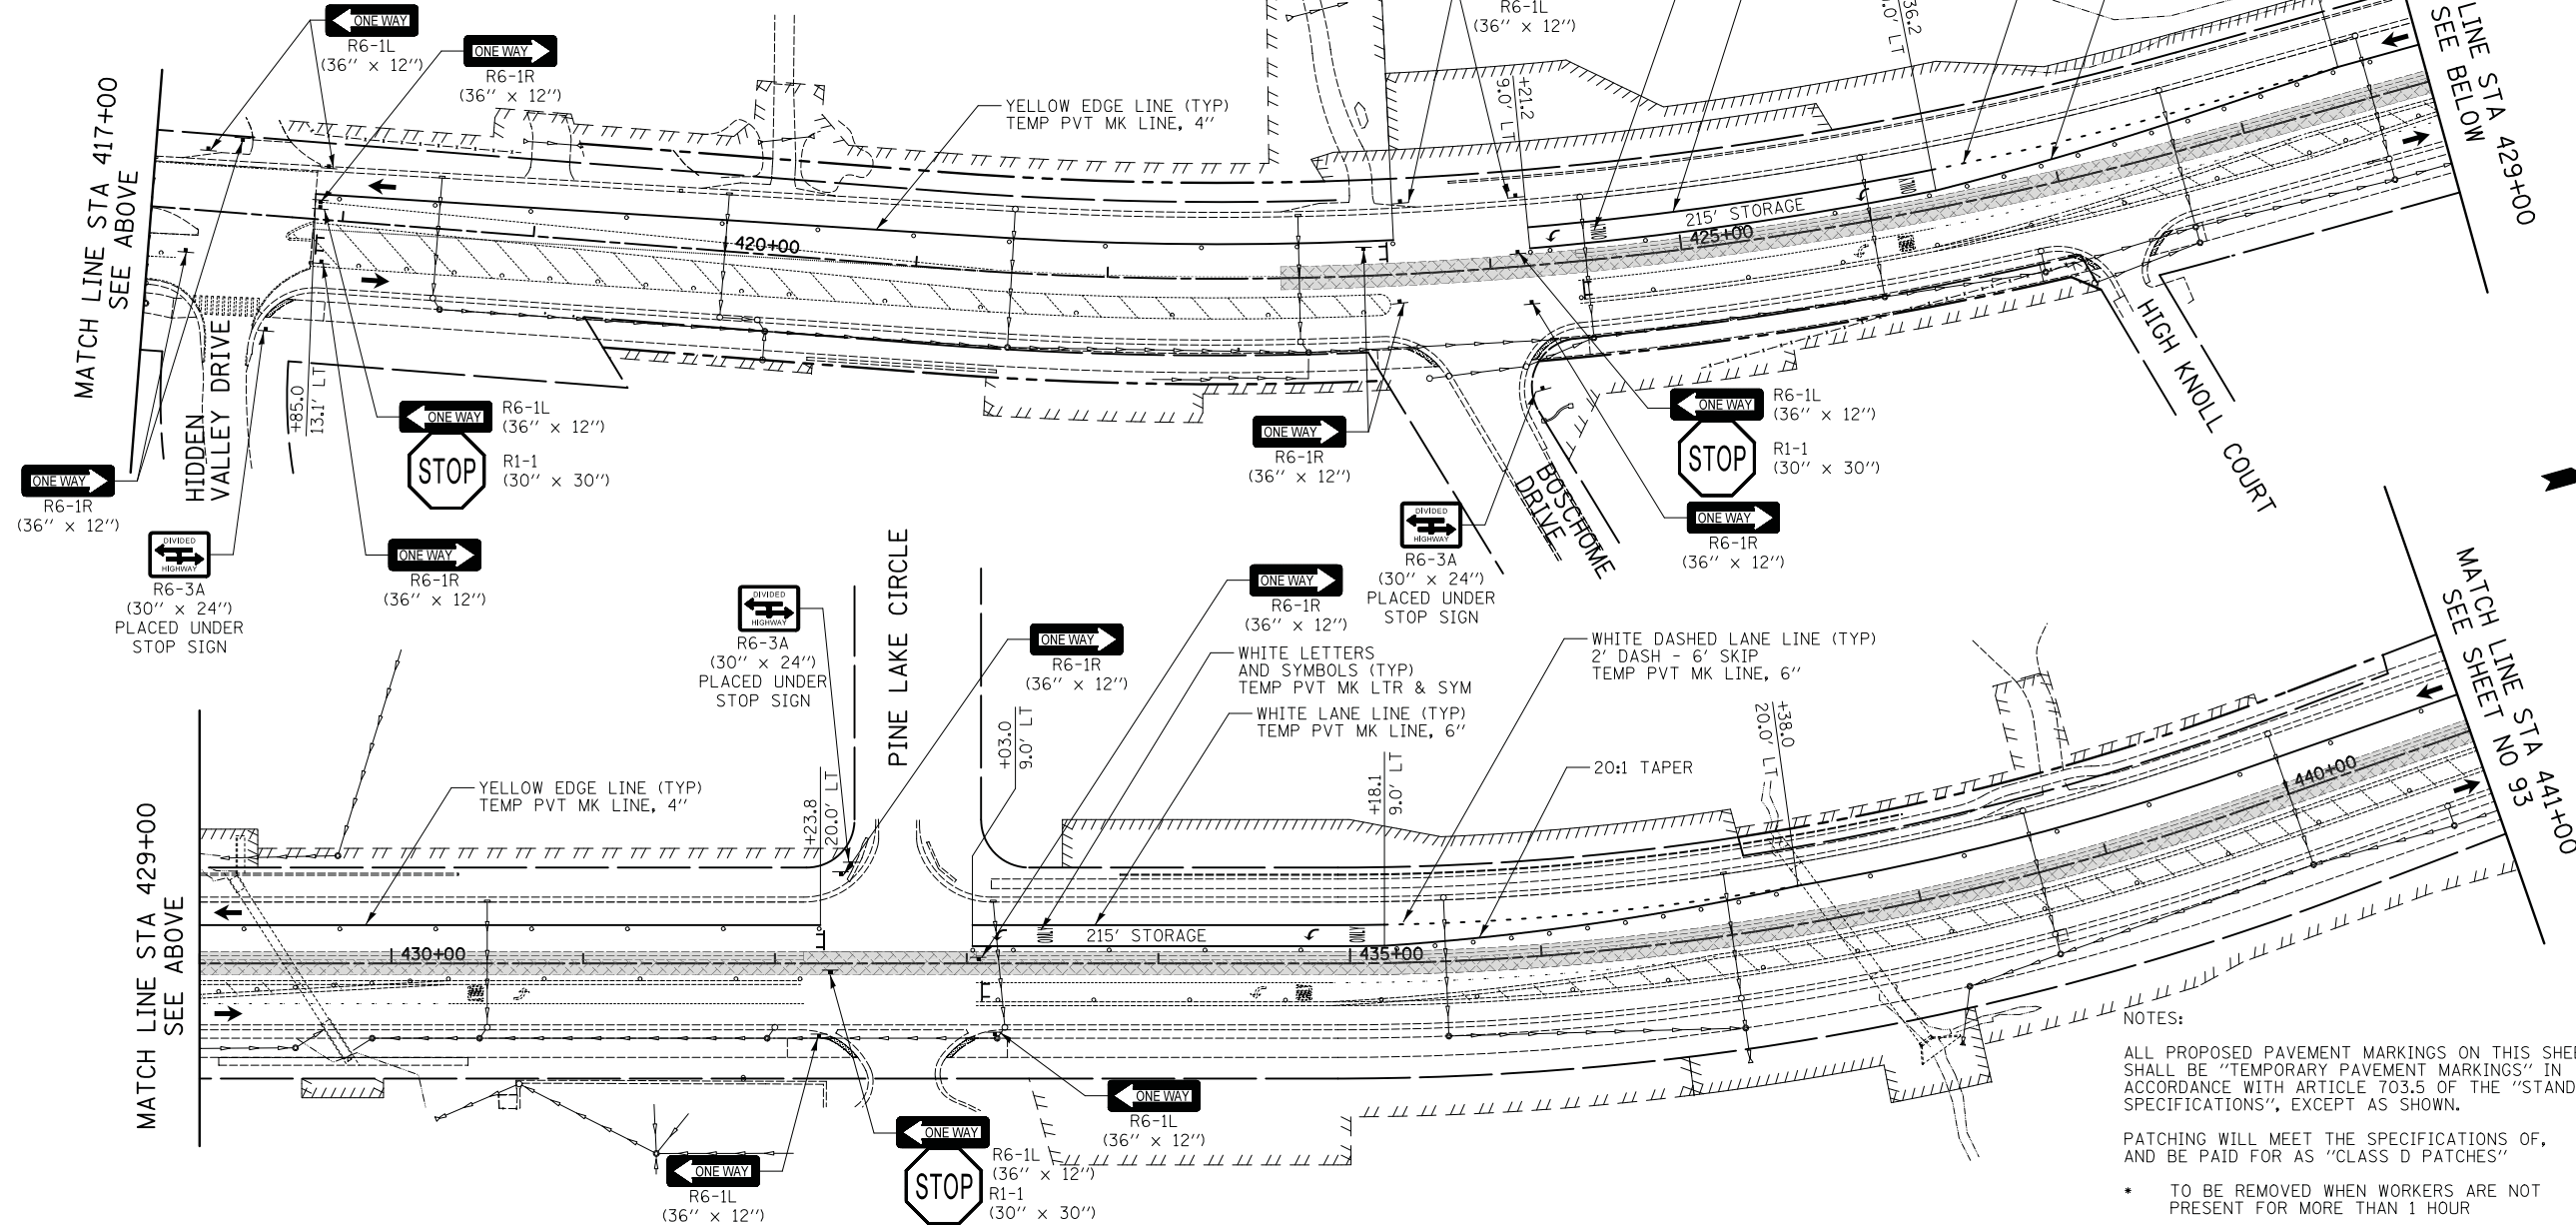 ONE WAY
R6-1L
(36" x 12")
ONE WAY
R6-1R
(36" x 12")
R6-1L
(36" x 12")
YELLOW EDGE LINE (TYP)
TEMP PVT MK LINE, 4"
+21.2
9.0' LT
36.2
.0' LT
LINE STA 429+00
SEE BELOW
MATCH LINE STA 417+00
SEE ABOVE
420+00
425+00
215' STORAGE
ONLY
ONLY
HIDDEN
VALLEY DRIVE
+85.0
13.1' LT
ONE WAY
R6-1L
(36" x 12")
STOP
R1-1
(30" x 30")
ONE WAY
R6-1R
(36" x 12")
DIVIDED
HIGHWAY
R6-3A
(30" x 24")
PLACED UNDER
STOP SIGN
ONE WAY
R6-1R
(36" x 12")
ONE WAY
R6-1R
(36" x 12")
BOSCHOME
DRIVE
DIVIDED
HIGHWAY
R6-3A
(30" x 24")
PLACED UNDER
STOP SIGN
ONE WAY
R6-1L
(36" x 12")
STOP
R1-1
(30" x 30")
ONE WAY
R6-1R
(36" x 12")
HIGH KNOLL COURT
MATCH LINE STA 429+00
SEE ABOVE
YELLOW EDGE LINE (TYP)
TEMP PVT MK LINE, 4"
DIVIDED
HIGHWAY
R6-3A
(30" x 24")
PLACED UNDER
STOP SIGN
PINE LAKE CIRCLE
ONE WAY
R6-1R
(36" x 12")
ONE WAY
R6-1R
(36" x 12")
WHITE LETTERS
AND SYMBOLS (TYP)
TEMP PVT MK LTR & SYM
WHITE LANE LINE (TYP)
TEMP PVT MK LINE, 6"
WHITE DASHED LANE LINE (TYP)
2' DASH - 6' SKIP
TEMP PVT MK LINE, 6"
20:1 TAPER
+23.8
20.0' LT
+03.0
9.0' LT
+18.1
9.0' LT
+38.0
20.0' LT
430+00
ONLY
215' STORAGE
ONLY
435+00
440+00
MATCH LINE STA 441+00
SEE SHEET NO 93
ONE WAY
R6-1L
(36" x 12")
ONE WAY
R6-1L
(36" x 12")
STOP
R1-1
(30" x 30")
ONE WAY
R6-1L
(36" x 12")
NOTES:
ALL PROPOSED PAVEMENT MARKINGS ON THIS SHEE
SHALL BE "TEMPORARY PAVEMENT MARKINGS" IN
ACCORDANCE WITH ARTICLE 703.5 OF THE "STAND
SPECIFICATIONS", EXCEPT AS SHOWN.
PATCHING WILL MEET THE SPECIFICATIONS OF,
AND BE PAID FOR AS "CLASS D PATCHES"
* TO BE REMOVED WHEN WORKERS ARE NOT
PRESENT FOR MORE THAN 1 HOUR